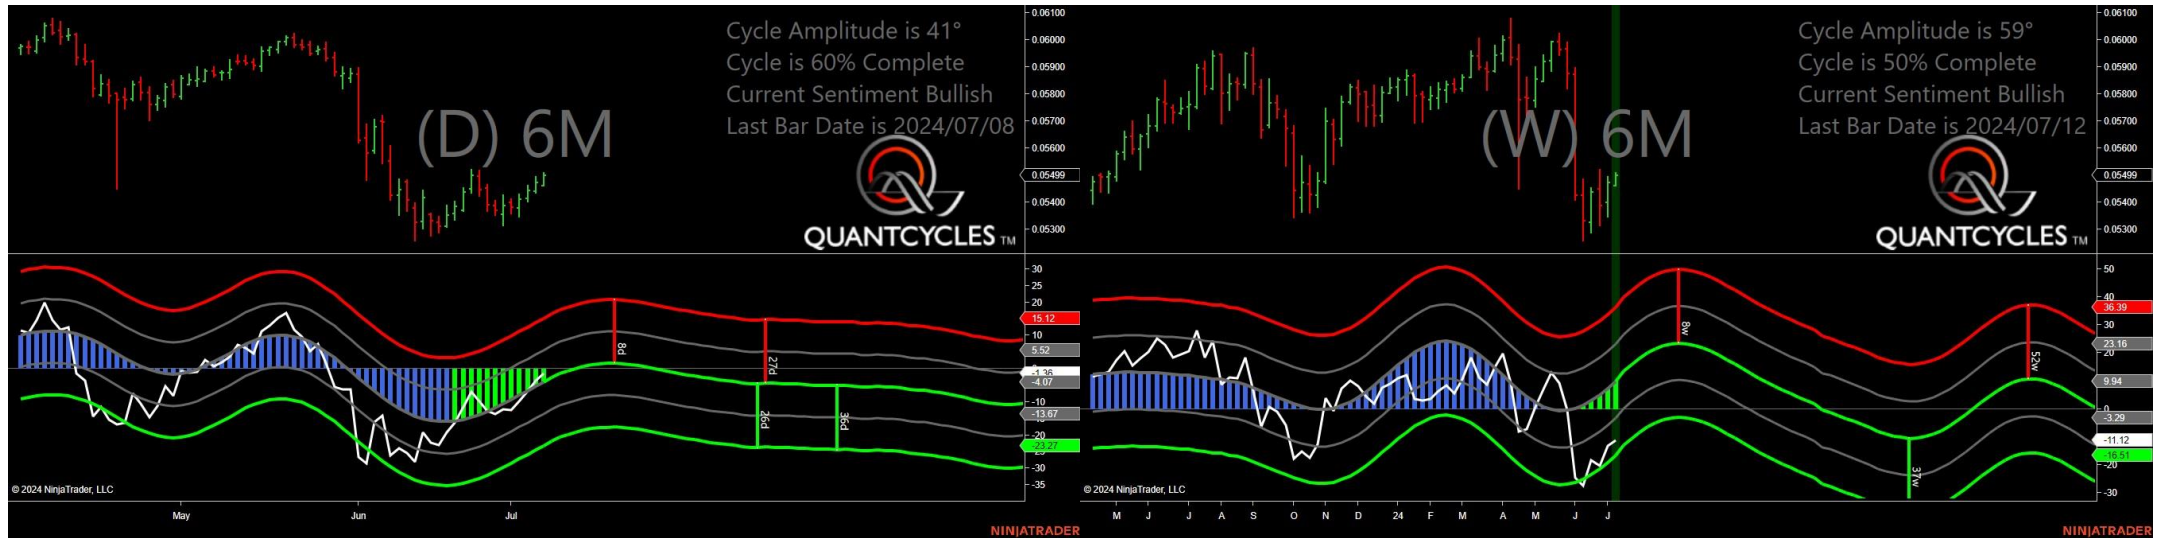 Cycle Amplitude is 41°
Cycle is 60% Complete
Current Sentiment Bullish
Last Bar Date is 2024/07/08
(D) 6M
QUANTCYCLES TM
0.06100
0.06000
0.05900
0.05800
0.05700
0.05600
0.05499
0.05400
0.05300
30
25
20
15.12
10
5.52
-1.36
-4.07
-10
-13.67
-20
-23.27
-30
-35
8d
27d
26d
36d
© 2024 NinjaTrader, LLC
May Jun Jul
NINJATRADER
Cycle Amplitude is 59°
Cycle is 50% Complete
Current Sentiment Bullish
Last Bar Date is 2024/07/12
(W) 6M
QUANTCYCLES TM
0.06100
0.06000
0.05900
0.05800
0.05700
0.05600
0.05499
0.05400
0.05300
50
40
36.39
30
23.16
20
9.94
0
-3.29
-11.12
-16.51
-20
-30
8w
52w
37w
© 2024 NinjaTrader, LLC
M J J A S O N D 24 F M A M J J
NINJATRADER